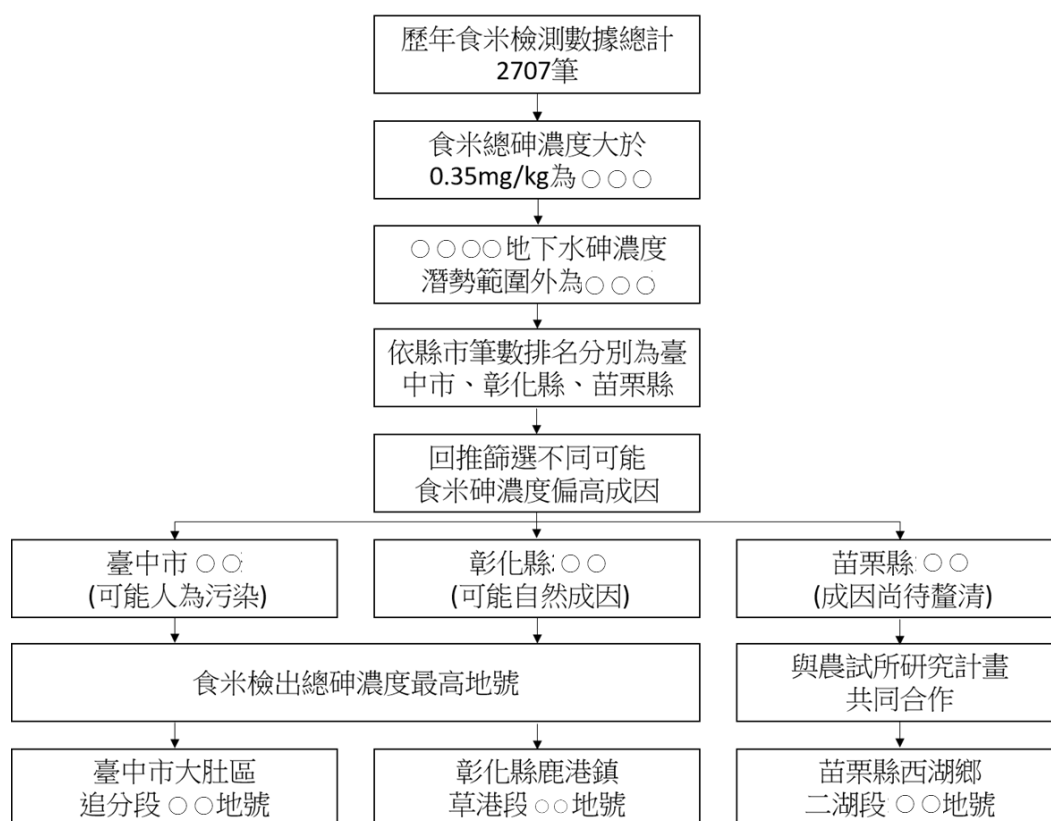 歷年食米檢測數據總計
2707筆
食米總砷濃度大於
0.35mg/kg為○○○
○○○○地下水砷濃度
潛勢範圍外為○○○
依縣市筆數排名分別為臺
中市、彰化縣、苗栗縣
回推篩選不同可能
食米砷濃度偏高成因
臺中市○○
(可能人為污染)
彰化縣○○
(可能自然成因)
苗栗縣○○
(成因尚待釐清)
食米檢出總砷濃度最高地號
與農試所研究計畫
共同合作
臺中市大肚區
追分段○○地號
彰化縣鹿港鎮
草港段○○地號
苗栗縣西湖鄉
二湖段○○地號